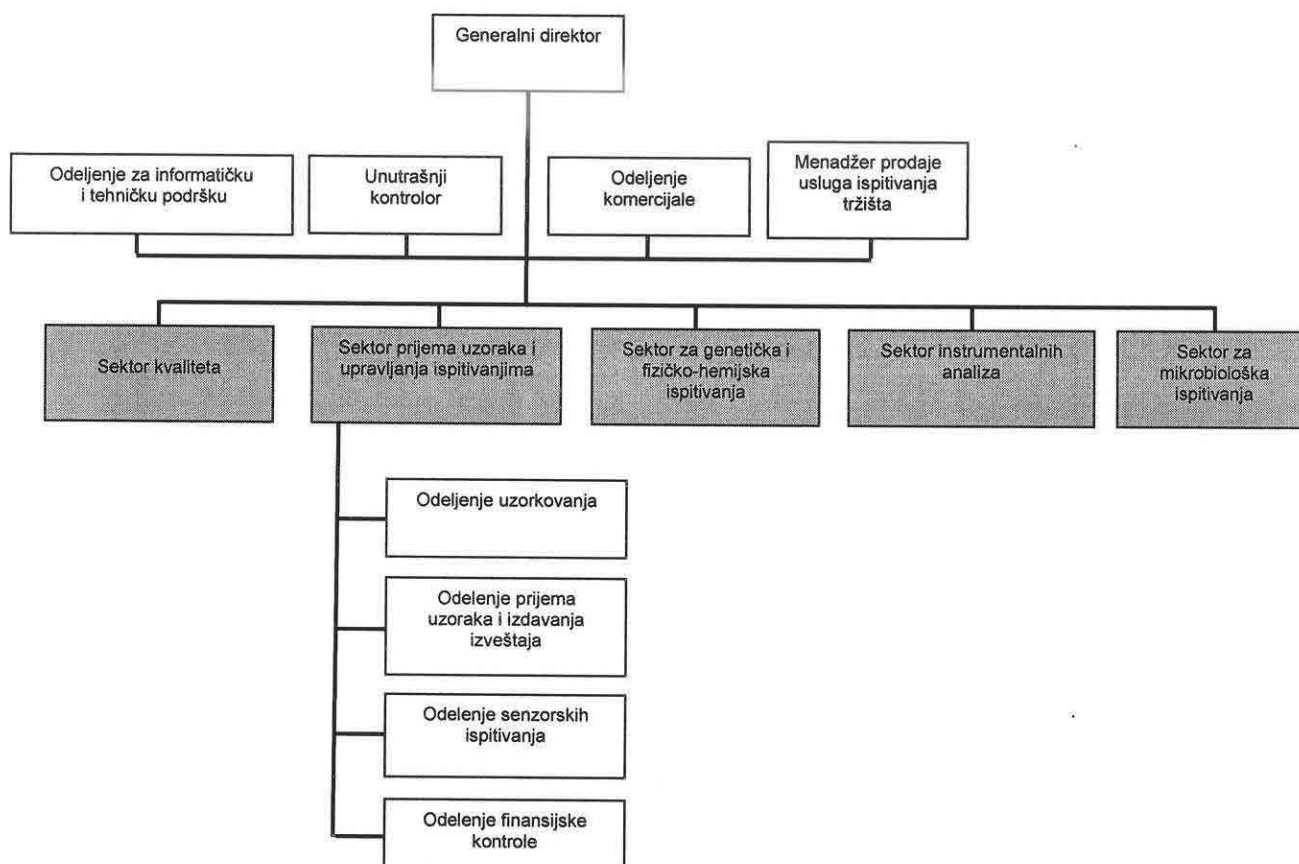 Generalni direktor
Odeljenje za informatičku
i tehničku podršku
Unutrašnji
kontrolor
Odeljenje
komercijale
Menadžer prodaje
usluga ispitivanja
tržišta
Sektor kvaliteta
Sektor prijema uzoraka i
upravljanja ispitivanjima
Sektor za genetička i
fizičko-hemijska
ispitivanja
Sektor instrumentalnih
analiza
Sektor za
mikrobiološka
ispitivanja
Odeljenje uzorkovanja
Odelenje prijema
uzoraka i izdavanja
izveštaja
Odelenje senzorskih
ispitivanja
Odelenje finansijske
kontrole